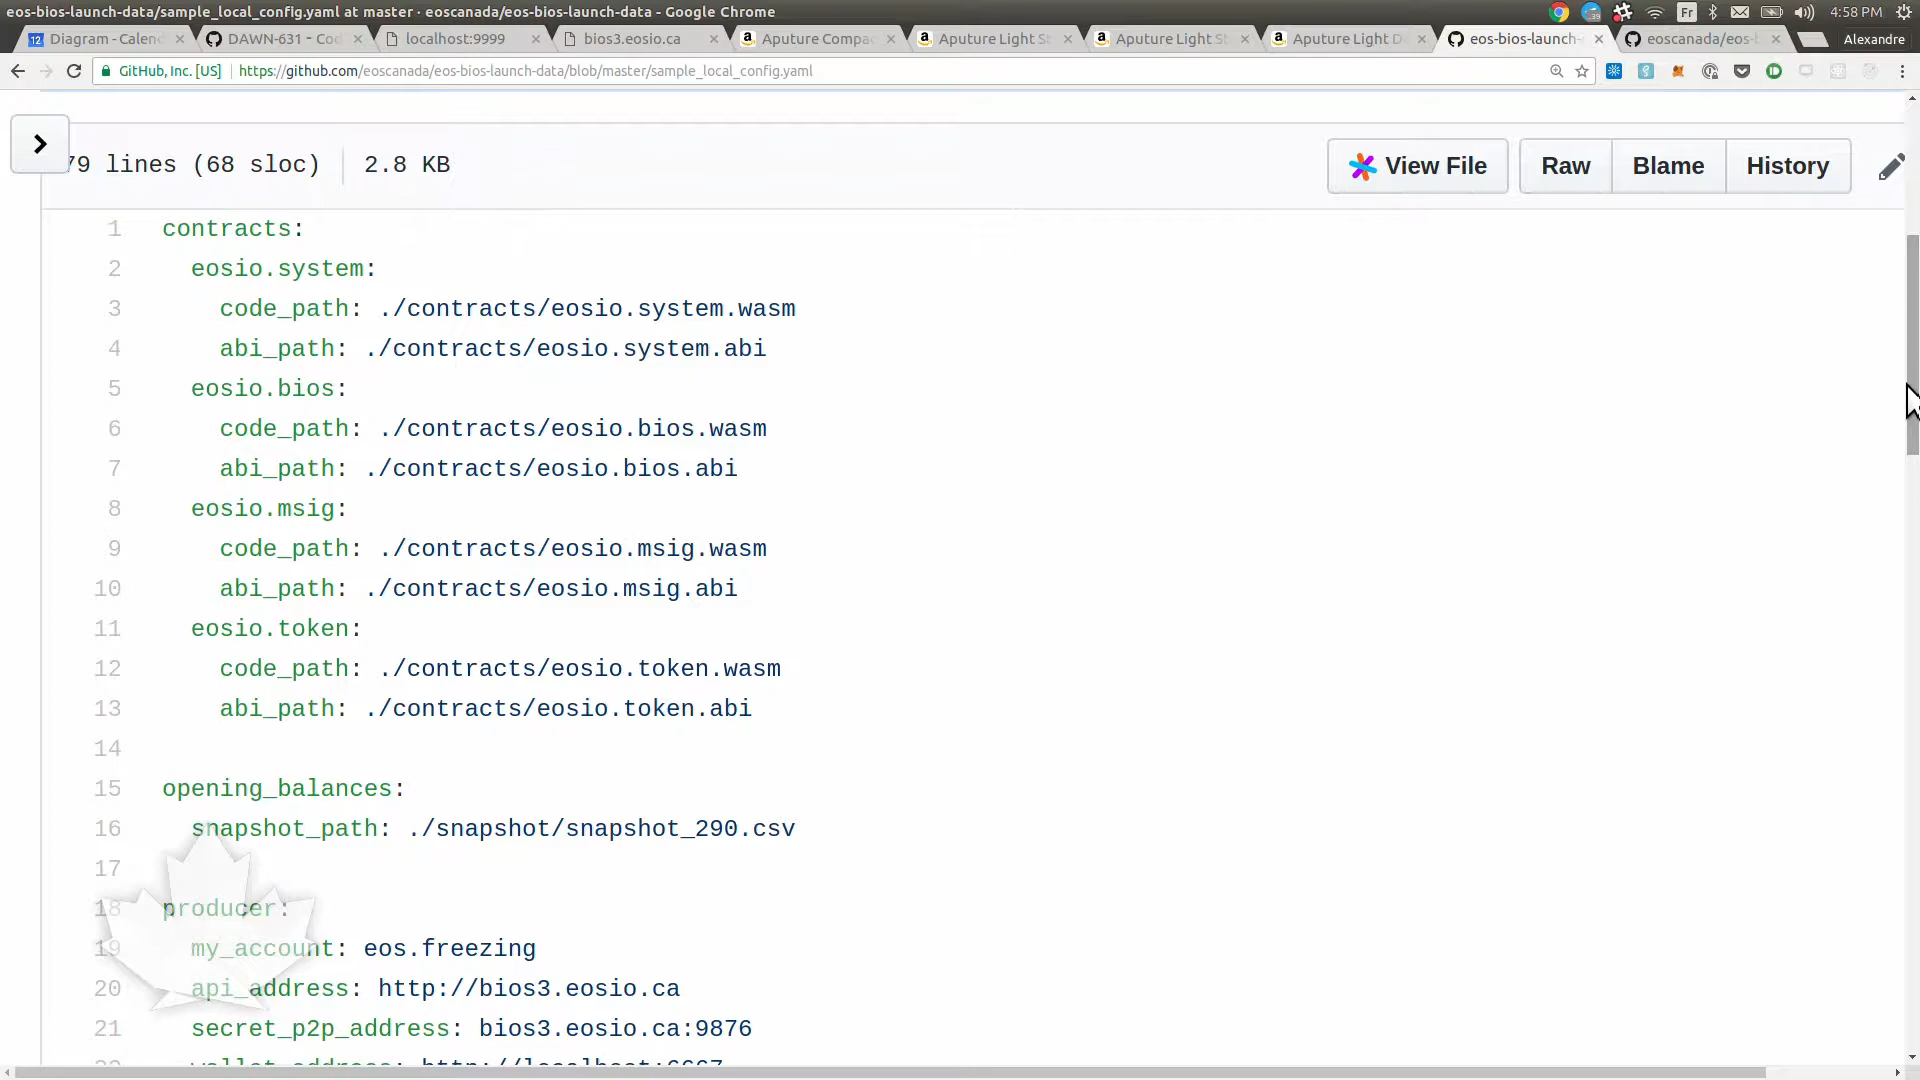 eos-bios-launch-data/sample_local_config.yaml at master · eoscanada/eos-bios-launch-data - Google Chrome
Fr
4:58 PM
12 Diagram - Calend
DAWN-631 - Cod
localhost:9999
bios3.eosio.ca
Aputure Compac
Aputure Light St
Aputure Light St
Aputure Light D
eos-bios-launch-
eoscanada/eos-b
Alexandre
GitHub, Inc. [US]
https://github.com/eoscanada/eos-bios-launch-data/blob/master/sample_local_config.yaml
79 lines (68 sloc)
2.8 KB
View File
Raw
Blame
History
1 contracts:
2 eosio.system:
3 code_path: ./contracts/eosio.system.wasm
4 abi_path: ./contracts/eosio.system.abi
5 eosio.bios:
6 code_path: ./contracts/eosio.bios.wasm
7 abi_path: ./contracts/eosio.bios.abi
8 eosio.msig:
9 code_path: ./contracts/eosio.msig.wasm
10 abi_path: ./contracts/eosio.msig.abi
11 eosio.token:
12 code_path: ./contracts/eosio.token.wasm
13 abi_path: ./contracts/eosio.token.abi
14
15 opening_balances:
16 snapshot_path: ./snapshot/snapshot_290.csv
17
18 producer:
19 my_account: eos.freezing
20 api_address: http://bios3.eosio.ca
21 secret_p2p_address: bios3.eosio.ca:9876
22 wallet_address: http://localhost:6667